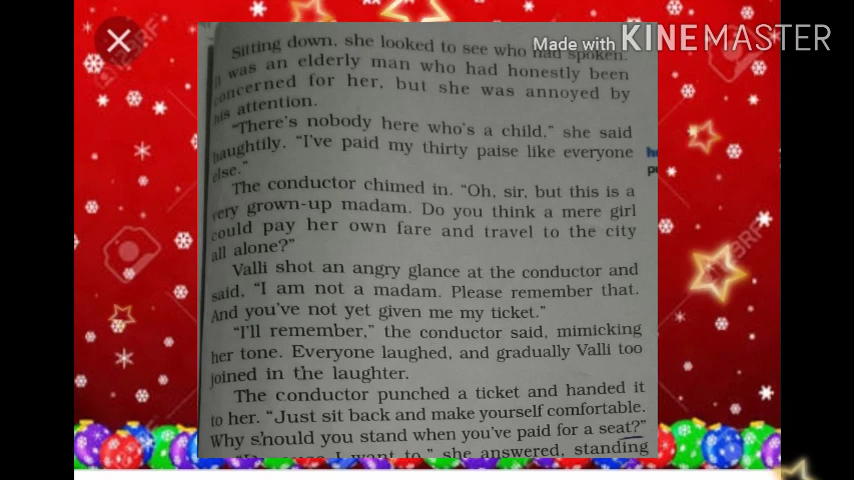 Made with KINEMASTER
Sitting down, she looked to see who had spoken.
It was an elderly man who had honestly been
concerned for her, but she was annoyed by
his attention.
"There's nobody here who's a child," she said
haughtily. "I've paid my thirty paise like everyone
else."
The conductor chimed in. "Oh, sir, but this is a
very grown-up madam. Do you think a mere girl
could pay her own fare and travel to the city
all alone?"
Valli shot an angry glance at the conductor and
said, "I am not a madam. Please remember that.
And you've not yet given me my ticket."
"I'll remember," the conductor said, mimicking
her tone. Everyone laughed, and gradually Valli too
joined in the laughter.
The conductor punched a ticket and handed it
to her. "Just sit back and make yourself comfortable.
Why should you stand when you've paid for a seat?"
I want to," she answered, standing